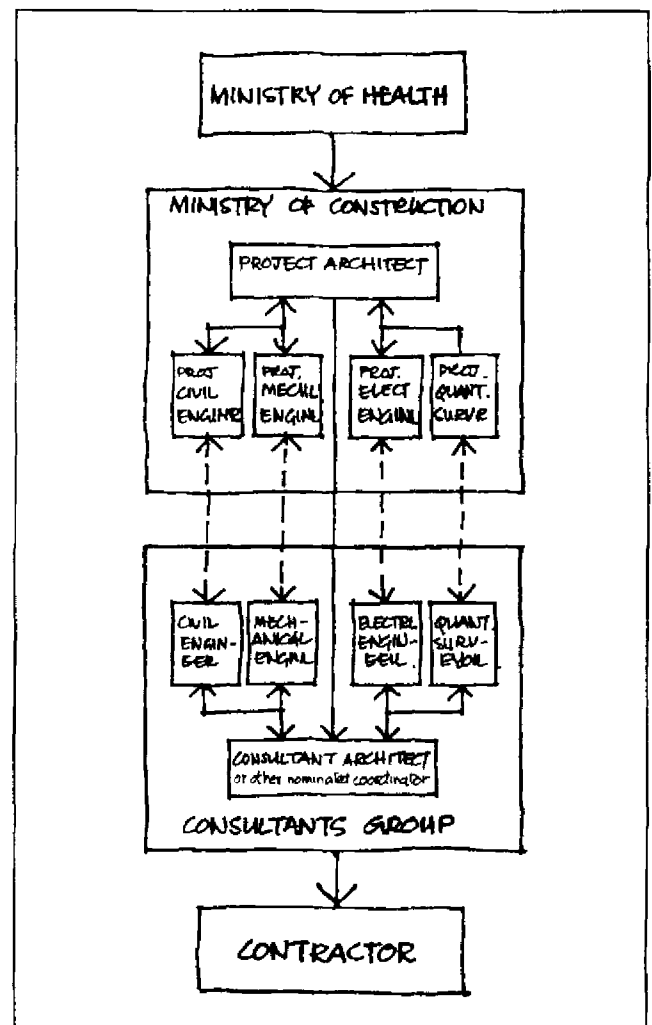 MINISTRY OF HEALTH
MINISTRY OF CONSTRUCTION
PROJECT ARCHITECT
PROJ.
CIVIL
ENGINR
PROJ.
MECHL
ENGINR
PROJ.
ELECT
ENGINR
PROJ.
QUANT.
SURVR
CIVIL
ENGIN-
EER
MECH-
ANICAL
ENGINR
ELECTRL
ENGIN-
EER.
QUANT.
SURV-
EYOR
CONSULTANT ARCHITECT
or other nominated coordinator
CONSULTANTS GROUP
CONTRACTOR